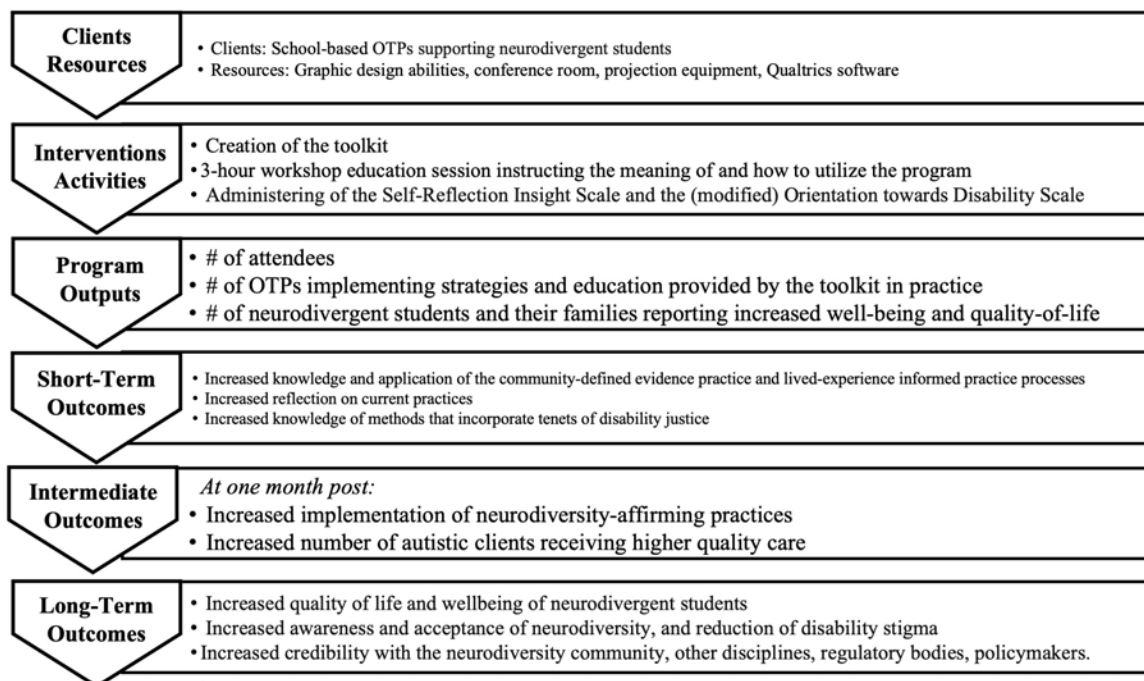 Clients
Resources
• Clients: School-based OTPs supporting neurodivergent students
• Resources: Graphic design abilities, conference room, projection equipment, Qualtrics software
Interventions
Activities
• Creation of the toolkit
•3-hour workshop education session instructing the meaning of and how to utilize the program
• Administering of the Self-Reflection Insight Scale and the (modified) Orientation towards Disability Scale
Program
Outputs
• # of attendees
• # of OTPs implementing strategies and education provided by the toolkit in practice
• # of neurodivergent students and their families reporting increased well-being and quality-of-life
Short-Term
Outcomes
• Increased knowledge and application of the community-defined evidence practice and lived-experience informed practice processes
• Increased reflection on current practices
• Increased knowledge of methods that incorporate tenets of disability justice
Intermediate
Outcomes
At one month post:
• Increased implementation of neurodiversity-affirming practices
• Increased number of autistic clients receiving higher quality care
Long-Term
Outcomes
• Increased quality of life and wellbeing of neurodivergent students
• Increased awareness and acceptance of neurodiversity, and reduction of disability stigma
•Increased credibility with the neurodiversity community, other disciplines, regulatory bodies, policymakers.